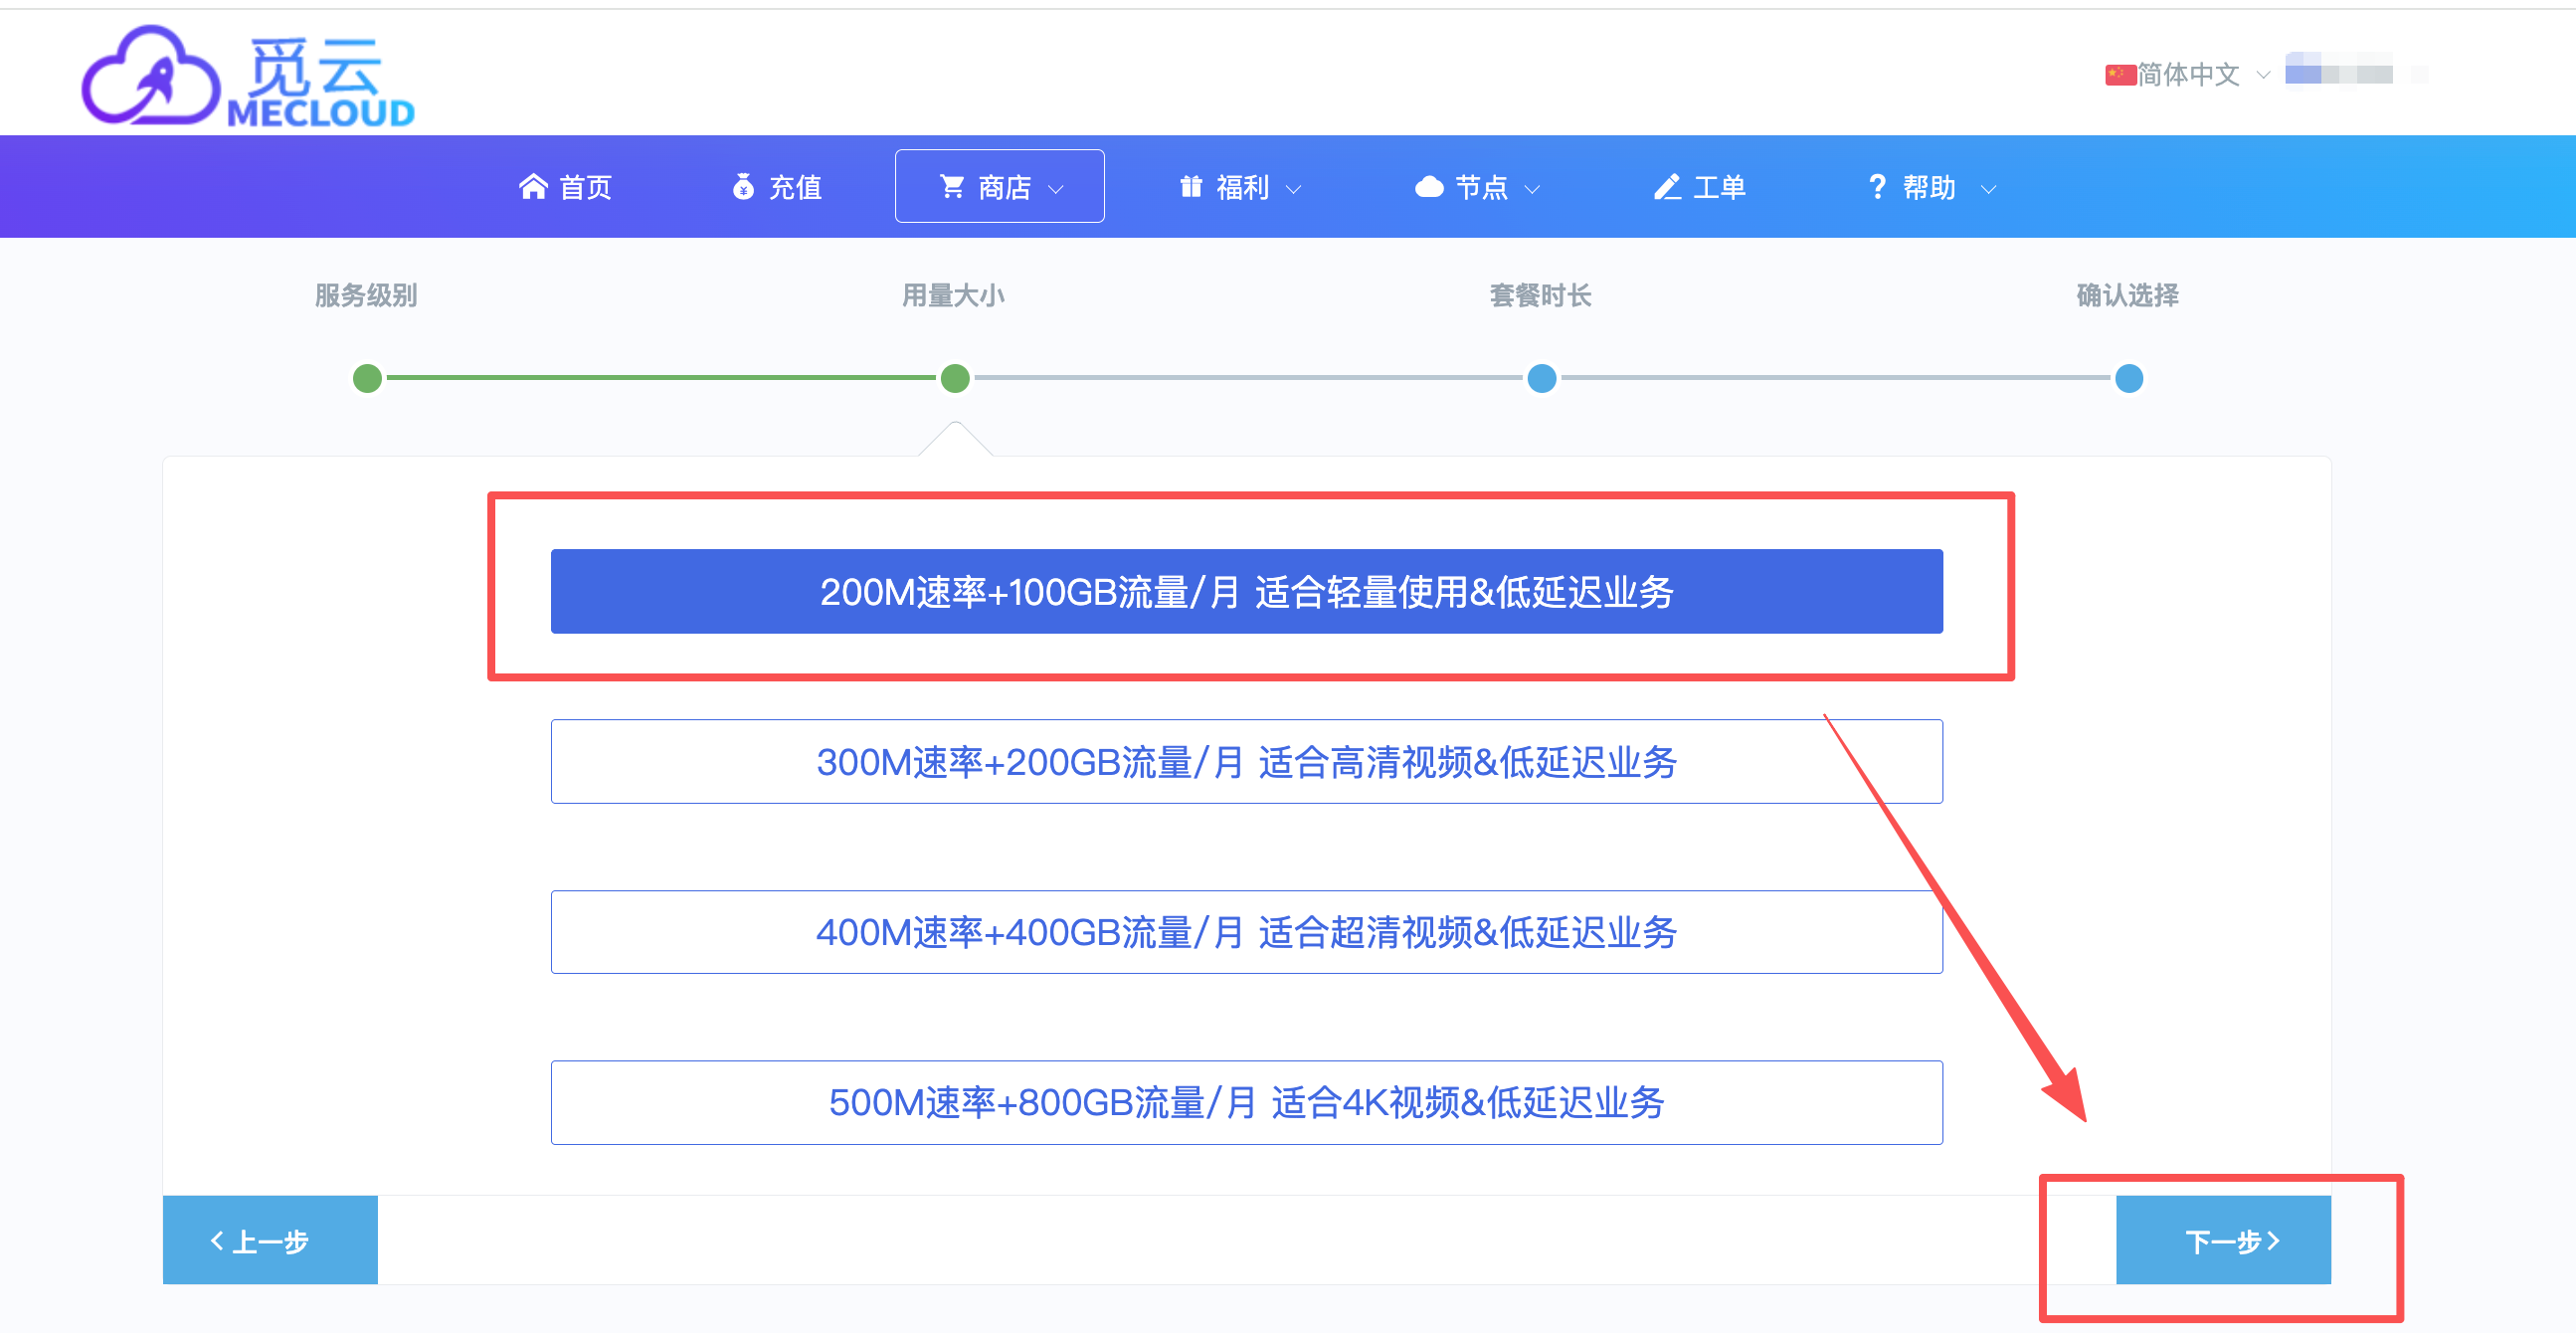 觅云
MECLOUD
简体中文
首页
充值
商店
福利
节点
工单
帮助
服务级别
用量大小
套餐时长
确认选择
200M速率+100GB流量/月 适合轻量使用&低延迟业务
300M速率+200GB流量/月 适合高清视频&低延迟业务
400M速率+400GB流量/月 适合超清视频&低延迟业务
500M速率+800GB流量/月 适合4K视频&低延迟业务
上一步
下一步